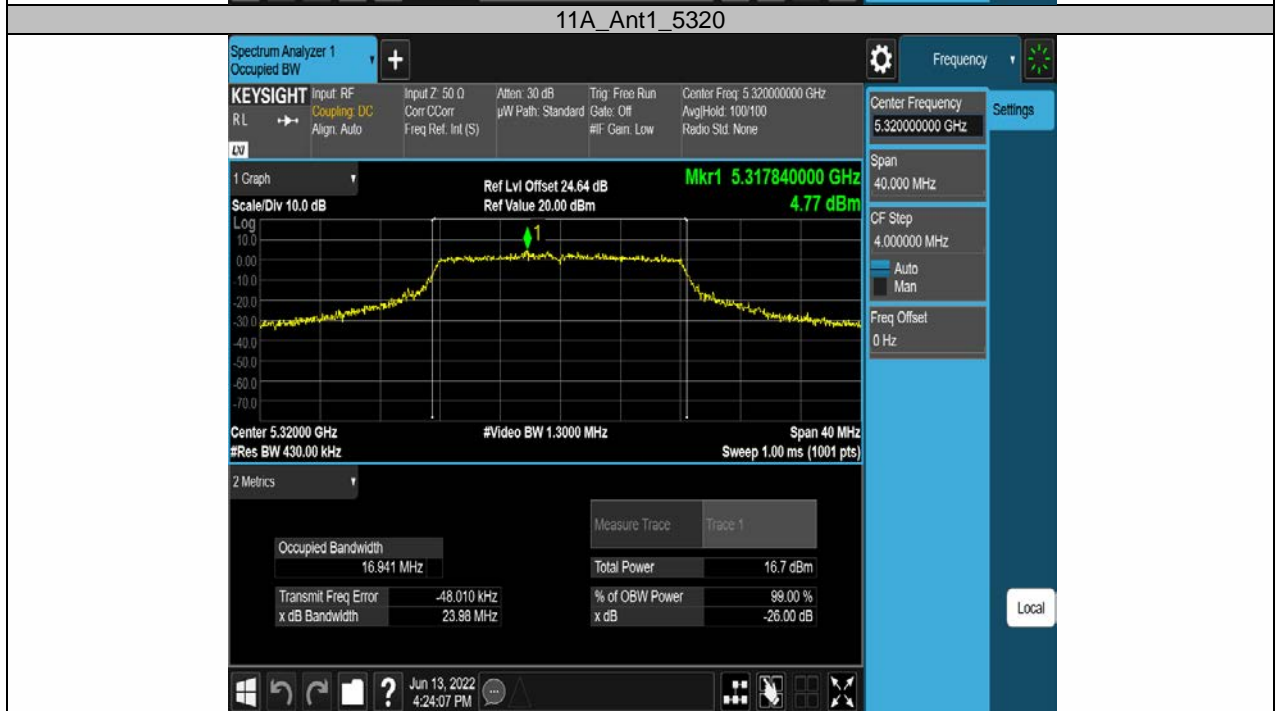 11A_Ant1_5320
Spectrum Analyzer 1
Occupied BW
+
Frequency
KEYSIGHT
RL
LXI
Input: RF
Coupling: DC
Align: Auto
Input Z: 50 Ω
Corr CCorr
Freq Ref: Int (S)
Atten: 30 dB
µW Path: Standard
Trig: Free Run
Gate: Off
#IF Gain: Low
Center Freq: 5.320000000 GHz
Avg|Hold: 100/100
Radio Std: None
Center Frequency
5.320000000 GHz
Settings
Span
40.000 MHz
CF Step
4.000000 MHz
Auto
Man
Freq Offset
0 Hz
1 Graph
Ref Lvl Offset 24.64 dB
Mkr1 5.317840000 GHz
Scale/Div 10.0 dB
Ref Value 20.00 dBm
4.77 dBm
Log
1
10.0
0.00
-10.0
-20.0
-30.0
-40.0
-50.0
-60.0
-70.0
Center 5.32000 GHz
#Video BW 1.3000 MHz
Span 40 MHz
#Res BW 430.00 kHz
Sweep 1.00 ms (1001 pts)
2 Metrics
Measure Trace
Trace 1
Occupied Bandwidth
16.941 MHz
Total Power
16.7 dBm
Transmit Freq Error
-48.010 kHz
% of OBW Power
99.00 %
x dB Bandwidth
23.98 MHz
x dB
-26.00 dB
Local
?
Jun 13, 2022
4:24:07 PM